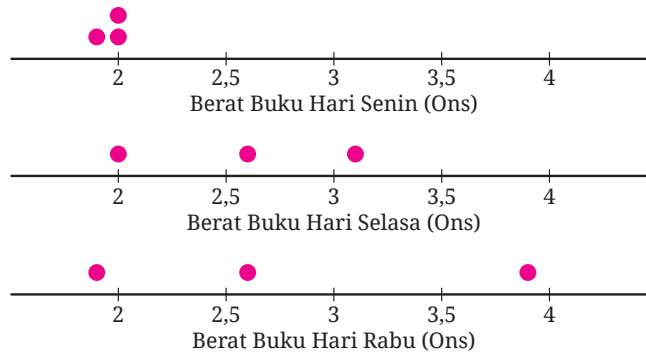 2 2,5 3 3,5 4
Berat Buku Hari Senin (Ons)
2 2,5 3 3,5 4
Berat Buku Hari Selasa (Ons)
2 2,5 3 3,5 4
Berat Buku Hari Rabu (Ons)